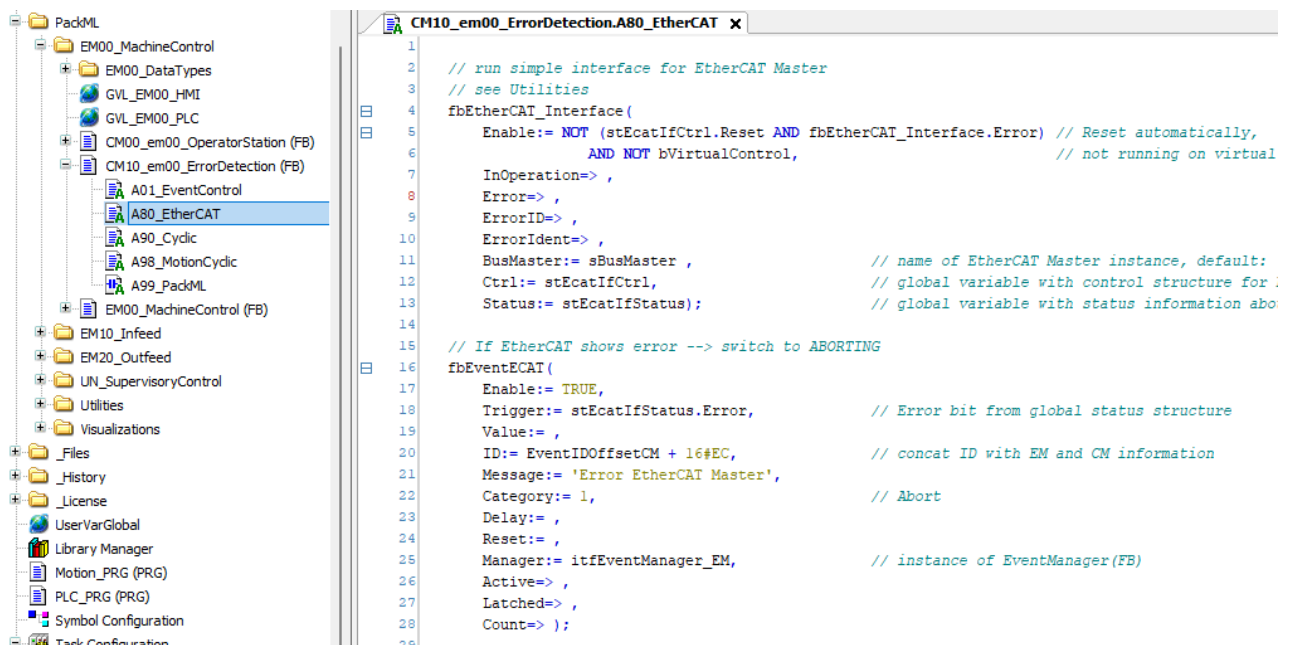 PackML
EM00_MachineControl
EM00_DataTypes
GVL_EM00_HMI
GVL_EM00_PLC
CM00_em00_OperatorStation (FB)
CM10_em00_ErrorDetection (FB)
A01_EventControl
A80_EtherCAT
A90_Cyclic
A98_MotionCyclic
A99_PackML
EM00_MachineControl (FB)
EM10_Infeed
EM20_Outfeed
UN_SupervisoryControl
Utilities
Visualizations
_Files
_History
_License
UserVarGlobal
Library Manager
Motion_PRG (PRG)
PLC_PRG (PRG)
Symbol Configuration
Task Configuration
CM10_em00_ErrorDetection.A80_EtherCAT x
1
2 // run simple interface for EtherCAT Master
3 // see Utilities
4 fbEtherCAT_Interface(
5 Enable:= NOT (stEcatIfCtrl.Reset AND fbEtherCAT_Interface.Error) // Reset automatically,
6 AND NOT bVirtualControl, // not running on virtual
7 InOperation=> ,
8 Error=> ,
9 ErrorID=> ,
10 ErrorIdent=> ,
11 BusMaster:= sBusMaster , // name of EtherCAT Master instance, default:
12 Ctrl:= stEcatIfCtrl, // global variable with control structure for
13 Status:= stEcatIfStatus); // global variable with status information abo
14
15 // If EtherCAT shows error --> switch to ABORTING
16 fbEventECAT(
17 Enable:= TRUE,
18 Trigger:= stEcatIfStatus.Error, // Error bit from global status structure
19 Value:= ,
20 ID:= EventIDOffsetCM + 16#EC, // concat ID with EM and CM information
21 Message:= 'Error EtherCAT Master',
22 Category:= 1, // Abort
23 Delay:= ,
24 Reset:= ,
25 Manager:= itfEventManager_EM, // instance of EventManager(FB)
26 Active=> ,
27 Latched=> ,
28 Count=> );
29